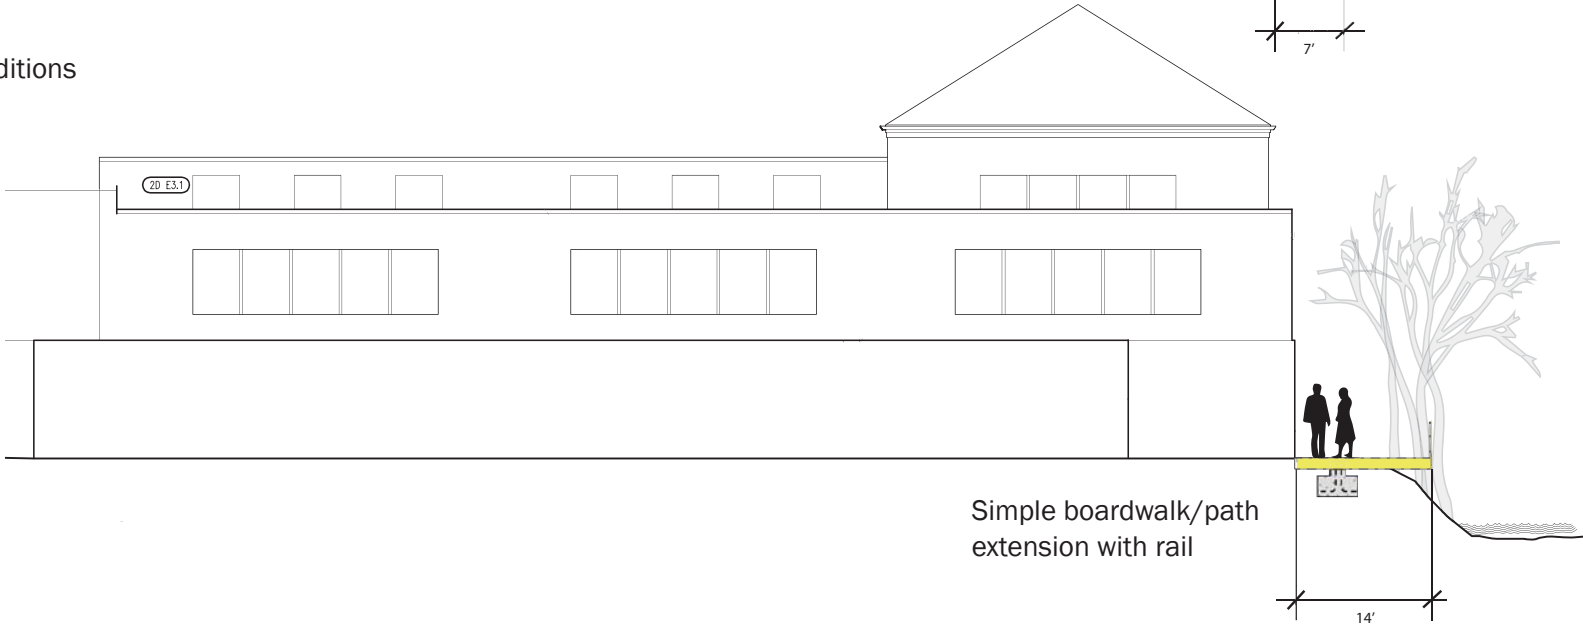 7'
ditions
2D E3.1
Simple boardwalk/path
extension with rail
14'